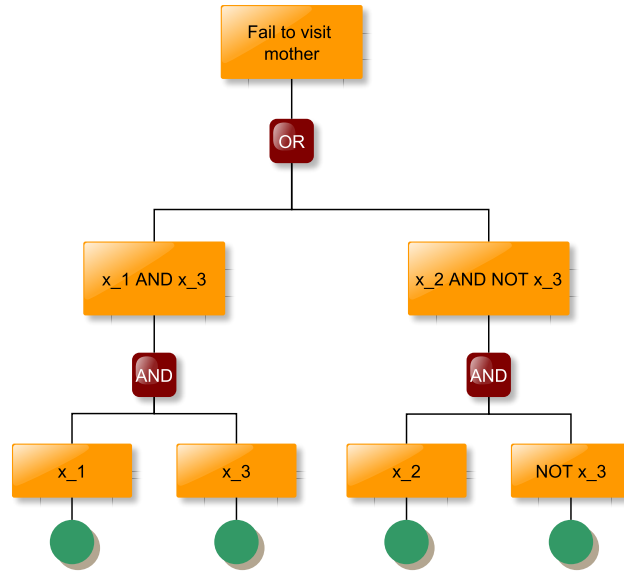 Fail to visit
mother
OR
x_1 AND x_3
x_2 AND NOT x_3
AND
AND
x_1
x_3
x_2
NOT x_3